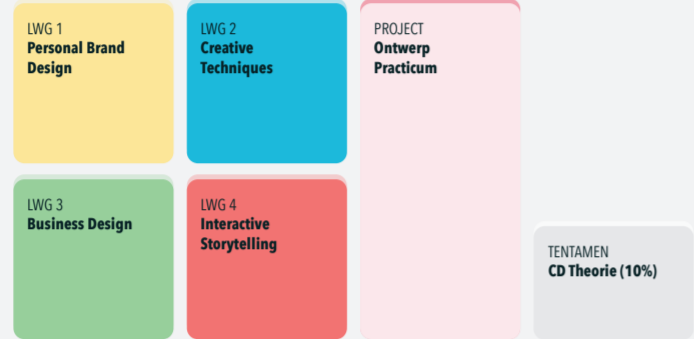 LWG 1
Personal Brand
Design
LWG 2
Creative
Techniques
PROJECT
Ontwerp
Practicum
LWG 3
Business Design
LWG 4
Interactive
Storytelling
TENTAMEN
CD Theorie (10%)